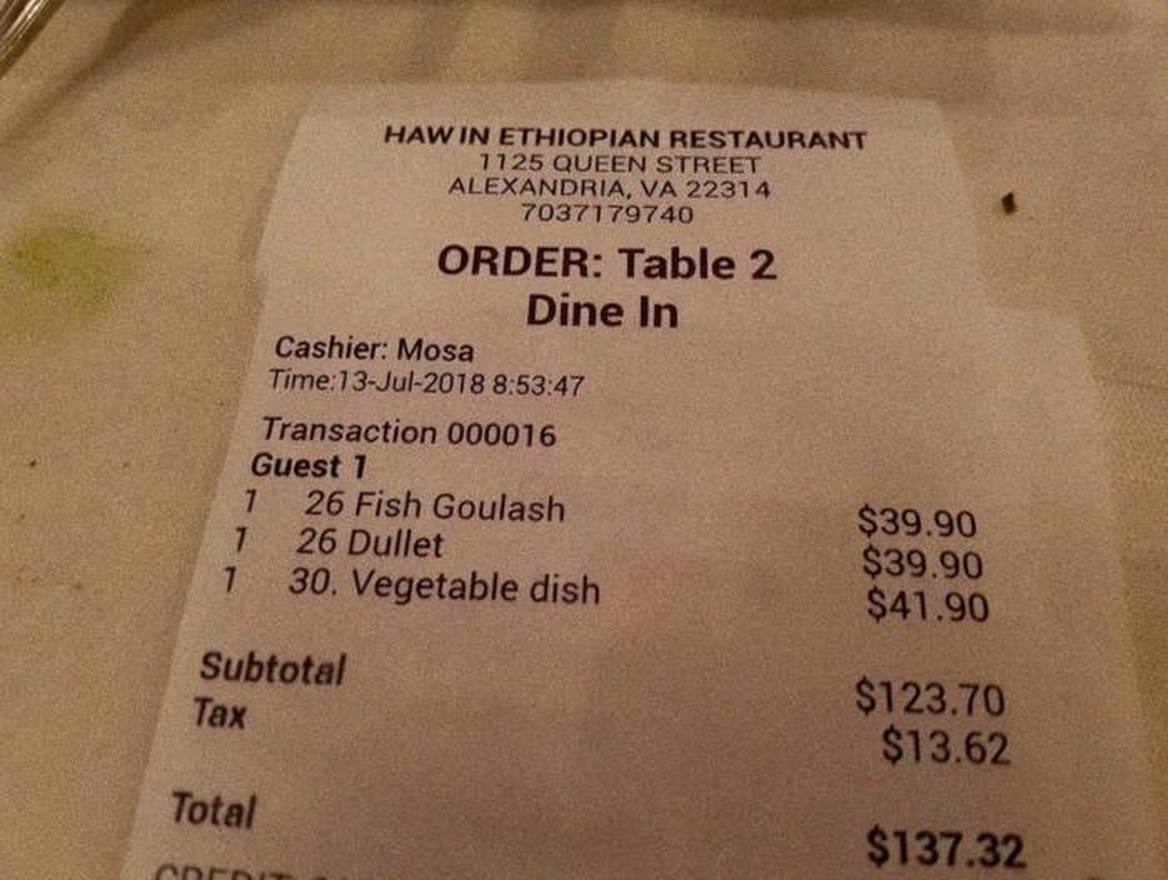 HAWIN ETHIOPIAN RESTAURANT
1125 QUEEN STREET
ALEXANDRIA, VA 22314
7037179740
ORDER: Table 2
Dine In
Cashier: Mosa
Time:13-Jul-2018 8:53:47
Transaction 000016
Guest 1
1 26 Fish Goulash $39.90
1 26 Dullet $39.90
1 30. Vegetable dish $41.90
Subtotal $123.70
Tax $13.62
Total $137.32
CREDIT